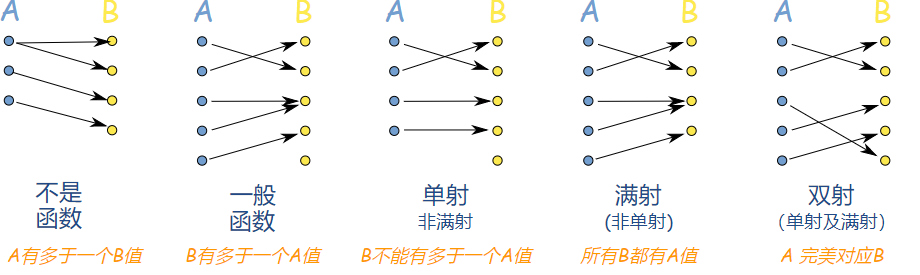 A B A B A B A B A B
不是 一般 单射 满射 双射
函数 函数 非满射 (非单射) (单射及满射)
A有多于一个B值 B有多于一个A值 B不能有多于一个A值 所有B都有A值 A 完美对应B